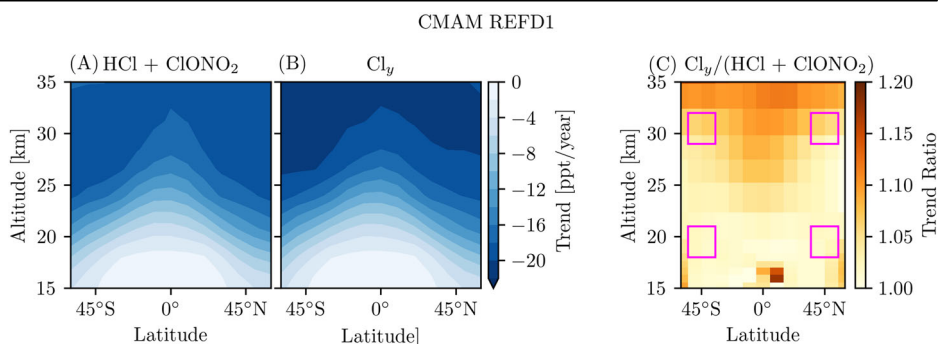 CMAM REFD1
(A) HCl + ClONO₂
(B) Cl𝑦
(C) Cl𝑦/(HCl + ClONO₂)
35
30
25
20
15
Altitude [km]
45°S 0° 45°N
Latitude
45°S 0° 45°N
Latitude]
0
−4
−8
−12
−16
−20
Trend [ppt/year]
35
30
25
20
15
Altitude [km]
45°S 0° 45°N
Latitude
1.20
1.15
1.10
1.05
1.00
Trend Ratio